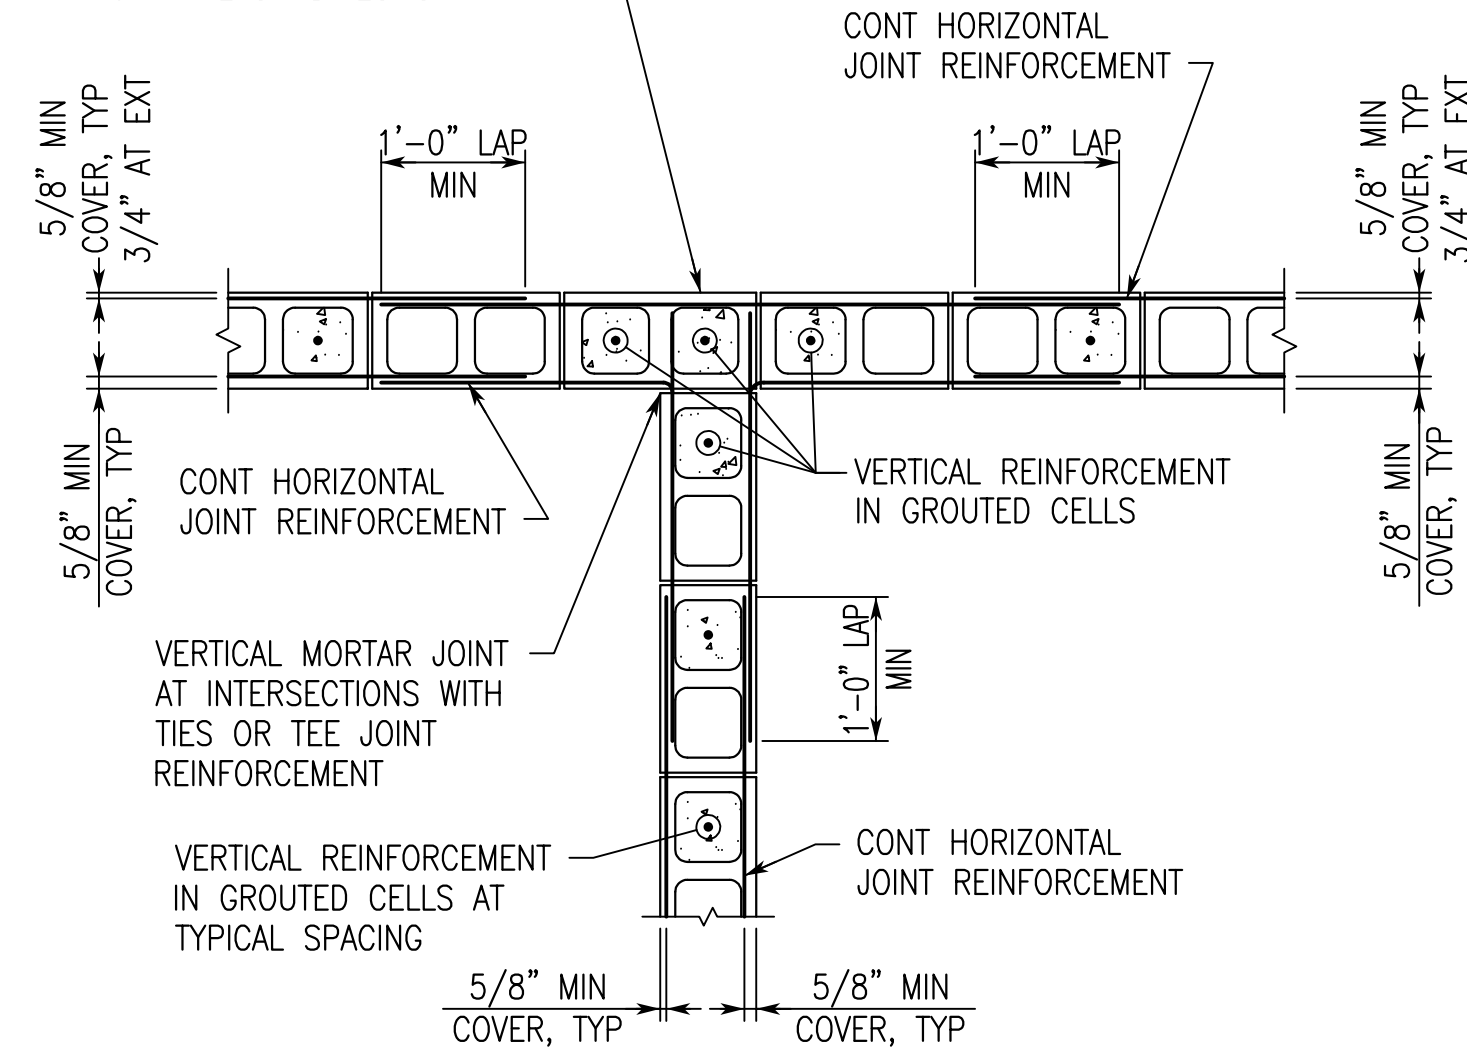 CONT HORIZONTAL
JOINT REINFORCEMENT
5/8" MIN
COVER, TYP
3/4" AT EXT
1'-0" LAP
MIN
1'-0" LAP
MIN
5/8" MIN
COVER, TYP
3/4" AT EXT
5/8" MIN
COVER, TYP
CONT HORIZONTAL
JOINT REINFORCEMENT
VERTICAL REINFORCEMENT
IN GROUTED CELLS
5/8" MIN
COVER, TYP
VERTICAL MORTAR JOINT
AT INTERSECTIONS WITH
TIES OR TEE JOINT
REINFORCEMENT
1'-0" LAP
MIN
VERTICAL REINFORCEMENT
IN GROUTED CELLS AT
TYPICAL SPACING
CONT HORIZONTAL
JOINT REINFORCEMENT
5/8" MIN
COVER, TYP
5/8" MIN
COVER, TYP